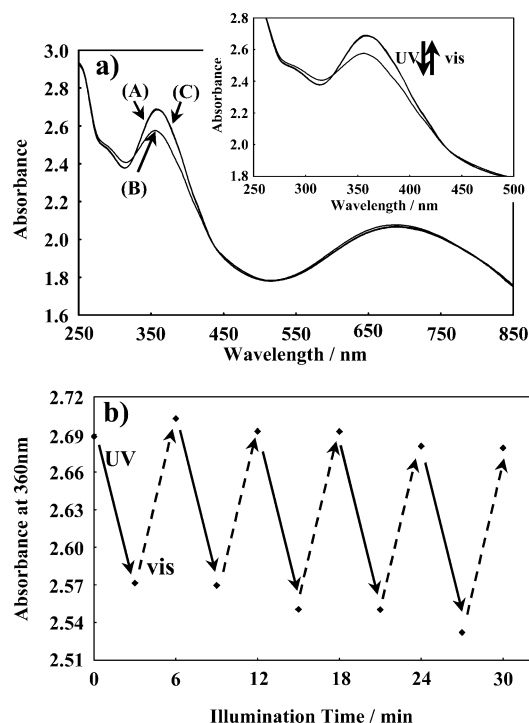 a)
3.0
2.8
2.6
2.4
2.2
2.0
1.8
1.6
Absorbance
(A)
(C)
(B)
250 350 450 550 650 750 850
Wavelength / nm
2.8
2.6
2.4
2.2
2.0
1.8
Absorbance
UV vis
250 300 350 400 450 500
Wavelength / nm
b)
2.72
2.69
2.66
2.63
2.60
2.57
2.54
2.51
Absorbance at 360nm
UV
vis
0 6 12 18 24 30
Illumination Time / min